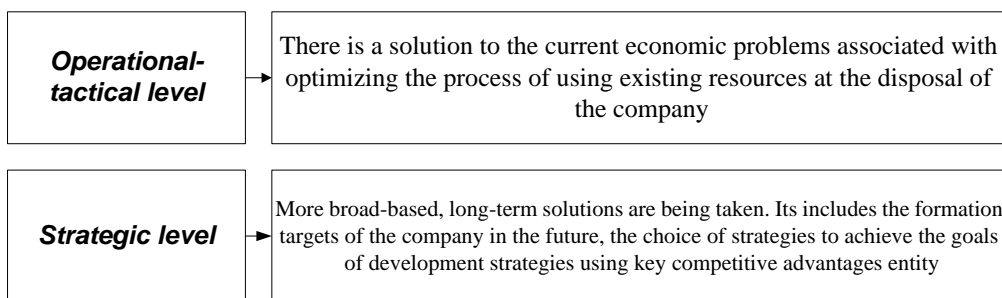 Operational-
tactical level
There is a solution to the current economic problems associated with
optimizing the process of using existing resources at the disposal of
the company
Strategic level
More broad-based, long-term solutions are being taken. Its includes the formation
targets of the company in the future, the choice of strategies to achieve the goals
of development strategies using key competitive advantages entity